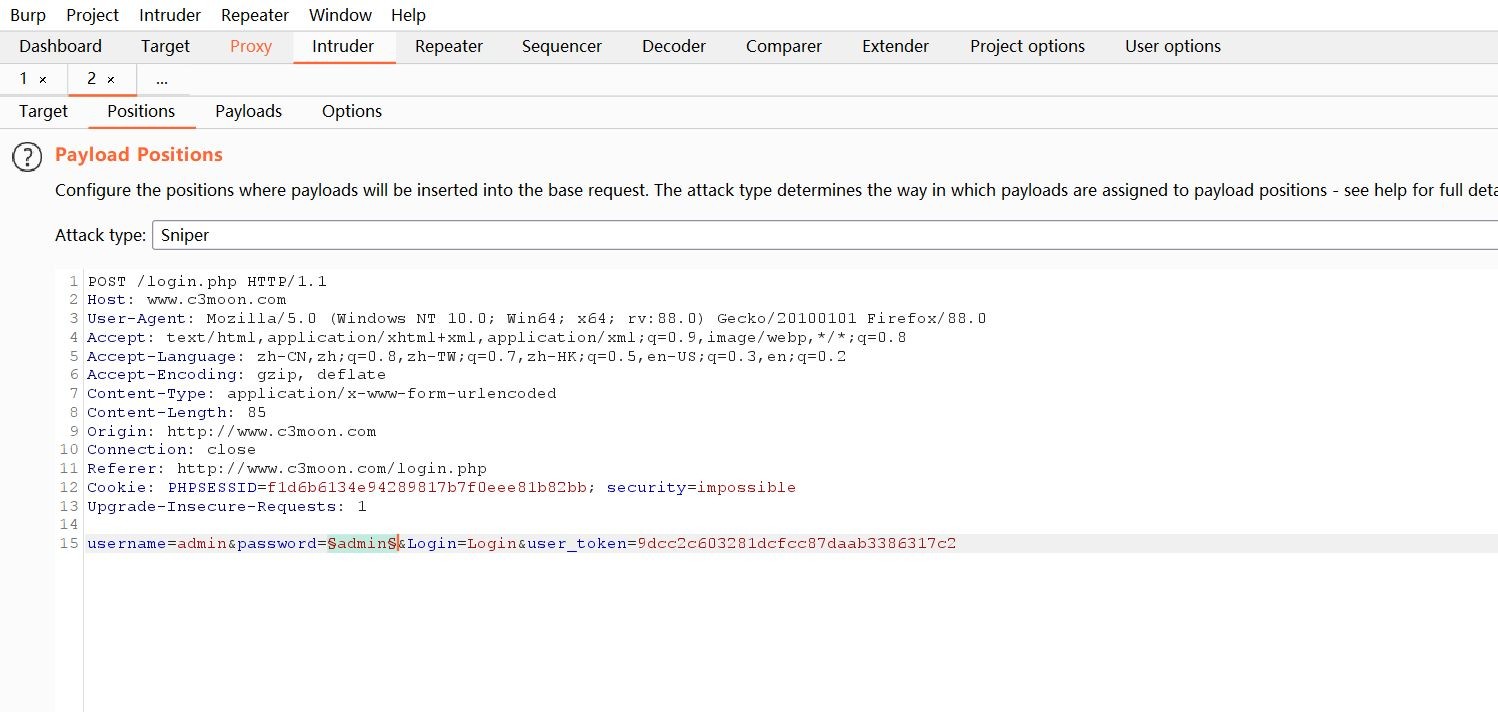 Burp Project Intruder Repeater Window Help
Dashboard Target Proxy Intruder Repeater Sequencer Decoder Comparer Extender Project options User options
1 × 2 × ...
Target Positions Payloads Options
? Payload Positions
Configure the positions where payloads will be inserted into the base request. The attack type determines the way in which payloads are assigned to payload positions - see help for full deta
Attack type: Sniper
1 POST /login.php HTTP/1.1
2 Host: www.c3moon.com
3 User-Agent: Mozilla/5.0 (Windows NT 10.0; Win64; x64; rv:88.0) Gecko/20100101 Firefox/88.0
4 Accept: text/html,application/xhtml+xml,application/xml;q=0.9,image/webp,*/*;q=0.8
5 Accept-Language: zh-CN,zh;q=0.8,zh-TW;q=0.7,zh-HK;q=0.5,en-US;q=0.3,en;q=0.2
6 Accept-Encoding: gzip, deflate
7 Content-Type: application/x-www-form-urlencoded
8 Content-Length: 85
9 Origin: http://www.c3moon.com
10 Connection: close
11 Referer: http://www.c3moon.com/login.php
12 Cookie: PHPSESSID=f1d6b6134e94289817b7f0eee81b82bb; security=impossible
13 Upgrade-Insecure-Requests: 1
14
15 username=admin&password=§admin§&Login=Login&user_token=9dcc2c603281dcfcc87daab3386317c2